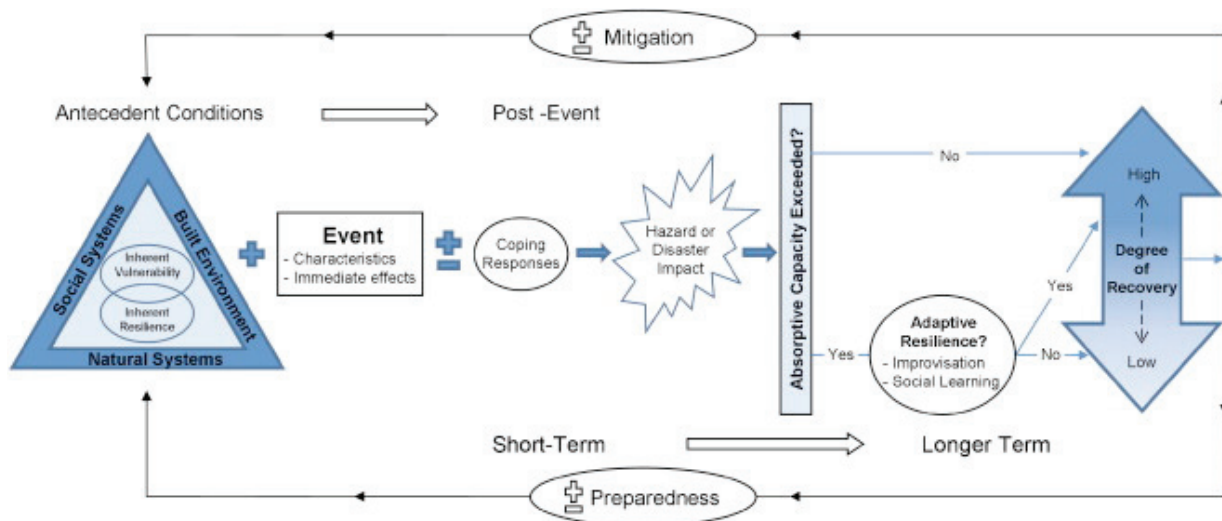 ± Mitigation
Antecedent Conditions
Post -Event
Social Systems
Built Environment
Natural Systems
Inherent
Vulnerability
Inherent
Resilience
+
Event
- Characteristics
- Immediate effects
+
-
Coping
Responses
Hazard or
Disaster
Impact
Absorptive Capacity Exceeded?
No
Yes
Adaptive
Resilience?
- Improvisation
- Social Learning
Yes
No
High
Degree
of
Recovery
Low
Short-Term
Longer Term
± Preparedness